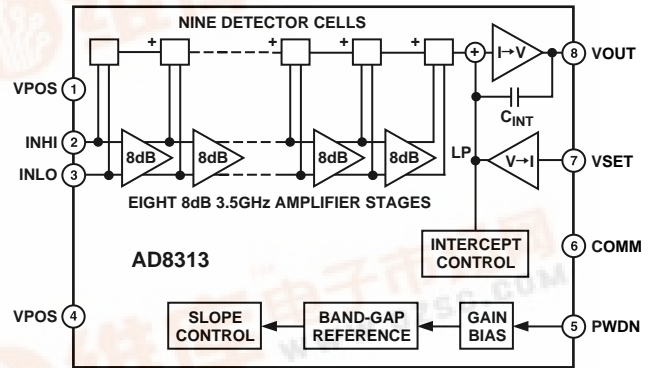 NINE DETECTOR CELLS
+ + + + +
I→V
8 VOUT
VPOS 1
C_INT
INHI 2
8dB 8dB 8dB 8dB
LP
V→I
7 VSET
INLO 3
EIGHT 8dB 3.5GHz AMPLIFIER STAGES
AD8313
INTERCEPT
CONTROL
6 COMM
VPOS 4
SLOPE
CONTROL
BAND-GAP
REFERENCE
GAIN
BIAS
5 PWDN